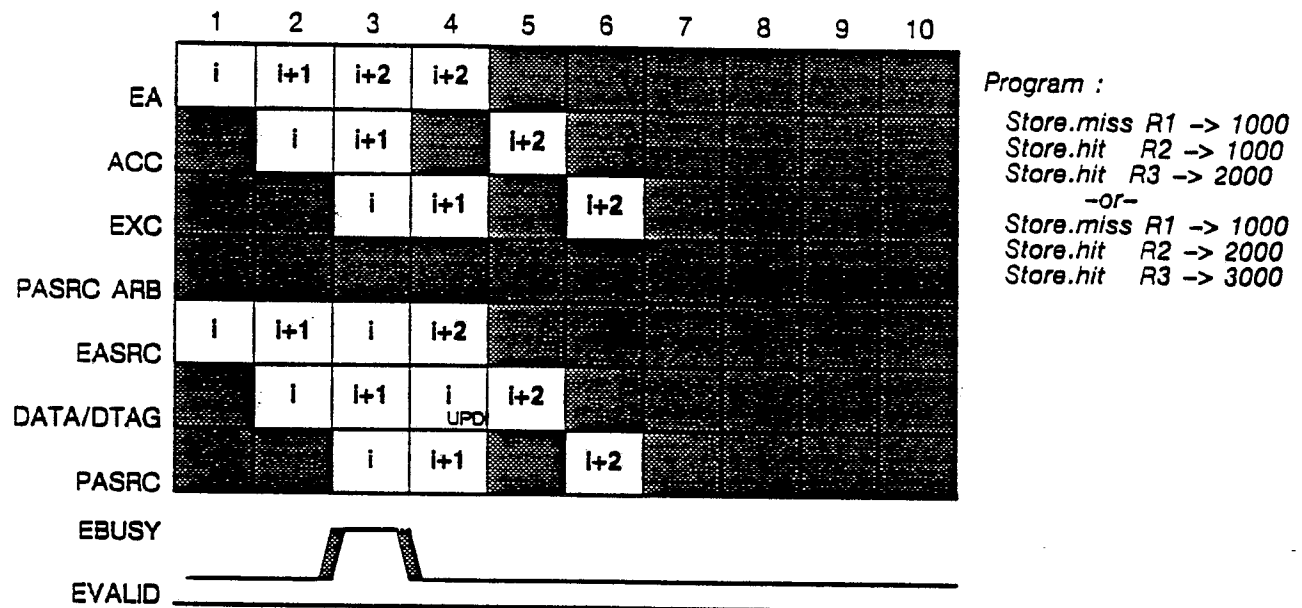 1 2 3 4 5 6 7 8 9 10
EA i i+1 i+2 i+2
ACC i i+1 i+2
EXC i i+1 i+2
PASRC ARB
EASRC i i+1 i i+2
DATA/DTAG i i+1 i UPD i+2
PASRC i i+1 i+2
EBUSY
EVALID
Program :
Store.miss R1 -> 1000
Store.hit R2 -> 1000
Store.hit R3 -> 2000
-or-
Store.miss R1 -> 1000
Store.hit R2 -> 2000
Store.hit R3 -> 3000